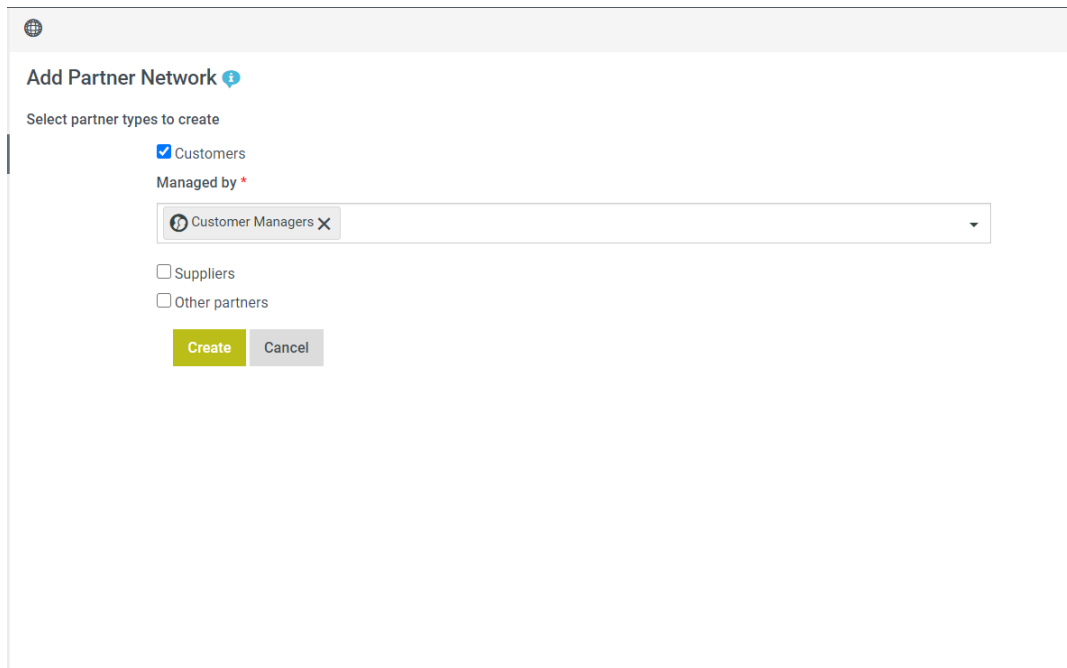 Add Partner Network
Select partner types to create
Customers
Managed by *
Customer Managers
Suppliers
Other partners
Create Cancel